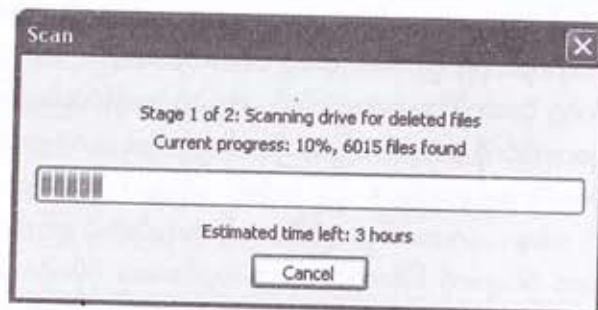 Scan
Stage 1 of 2: Scanning drive for deleted files
Current progress: 10%, 6015 files found
Estimated time left: 3 hours
Cancel